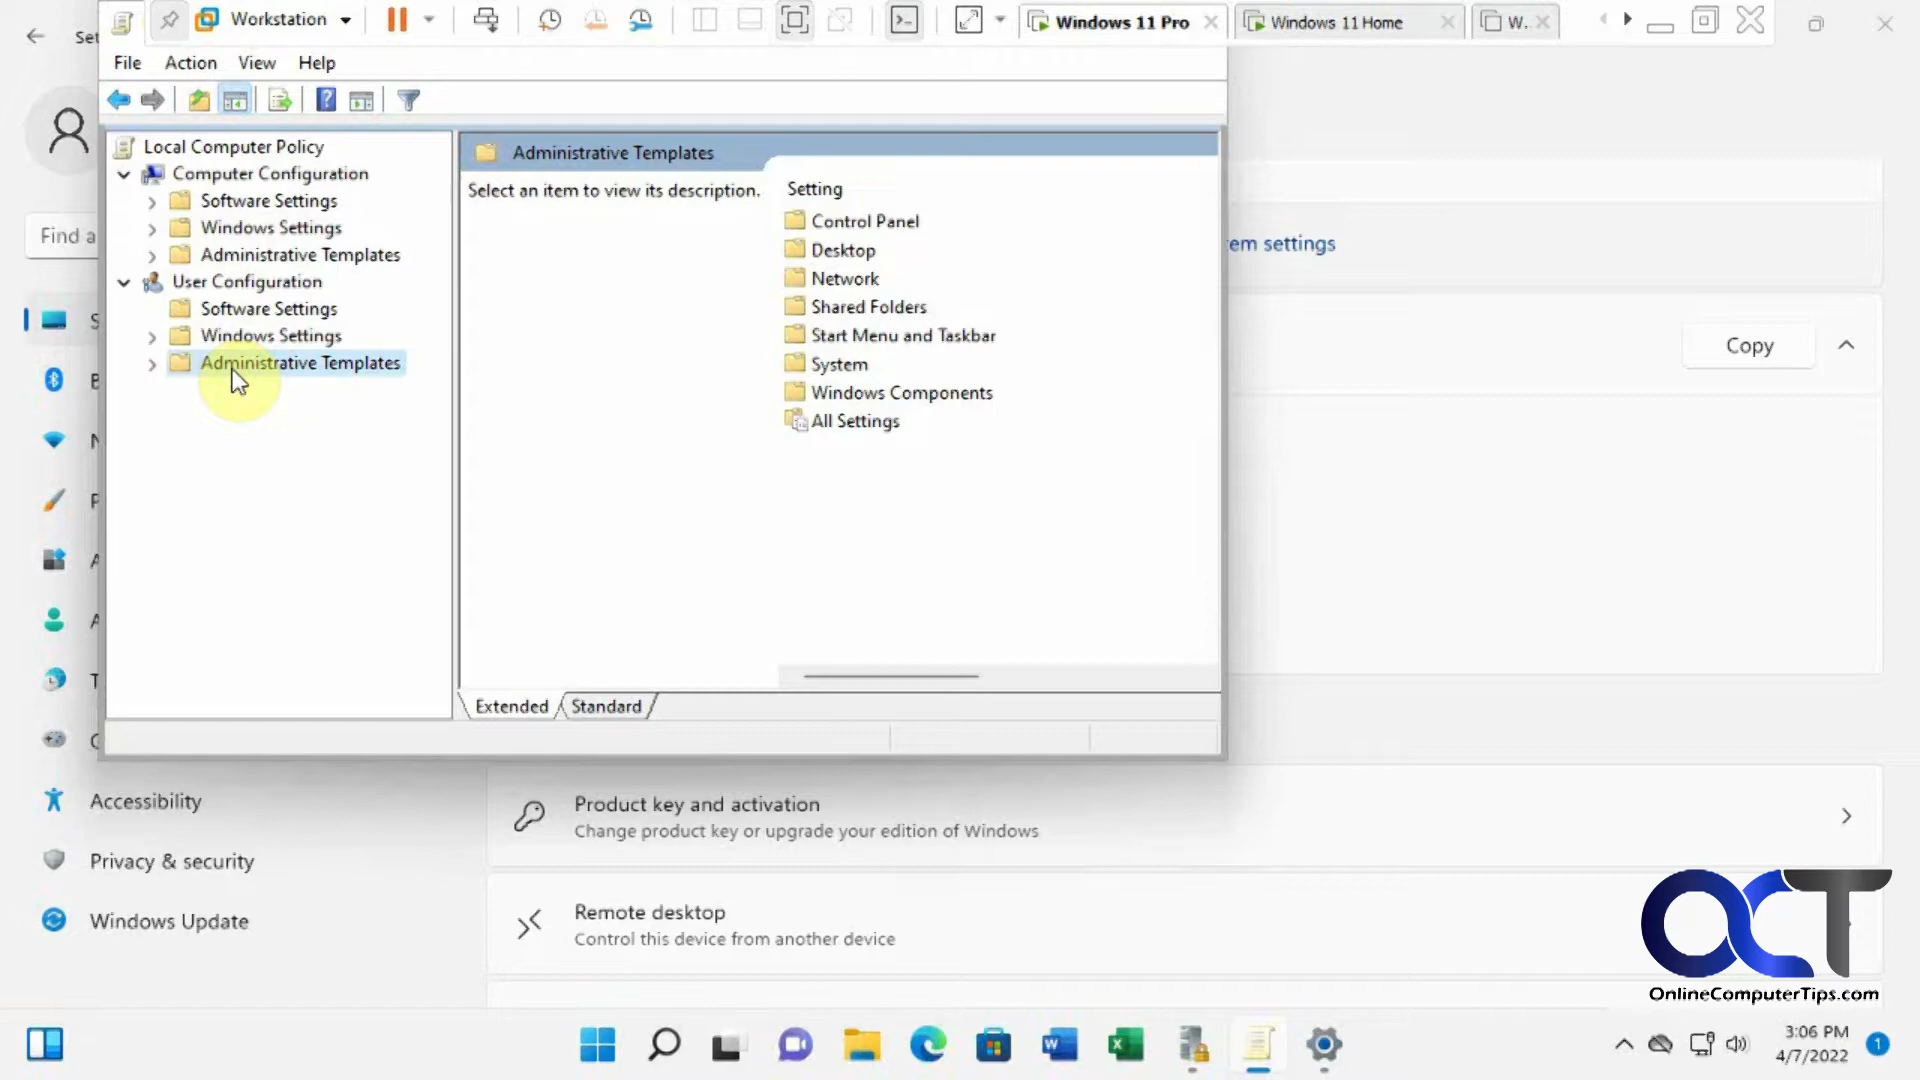 Workstation
Windows 11 Pro
Windows 11 Home
W.
Set
File Action View Help
Local Computer Policy
Computer Configuration
Software Settings
Windows Settings
Administrative Templates
User Configuration
Software Settings
Windows Settings
Administrative Templates
Administrative Templates
Select an item to view its description.
Setting
Control Panel
Desktop
Network
Shared Folders
Start Menu and Taskbar
System
Windows Components
All Settings
Extended
Standard
Find a
S
B
N
P
A
A
T
Accessibility
Privacy & security
Windows Update
em settings
Copy
Product key and activation
Change product key or upgrade your edition of Windows
Remote desktop
Control this device from another device
OCT
OnlineComputerTips.com
3:06 PM
4/7/2022
1